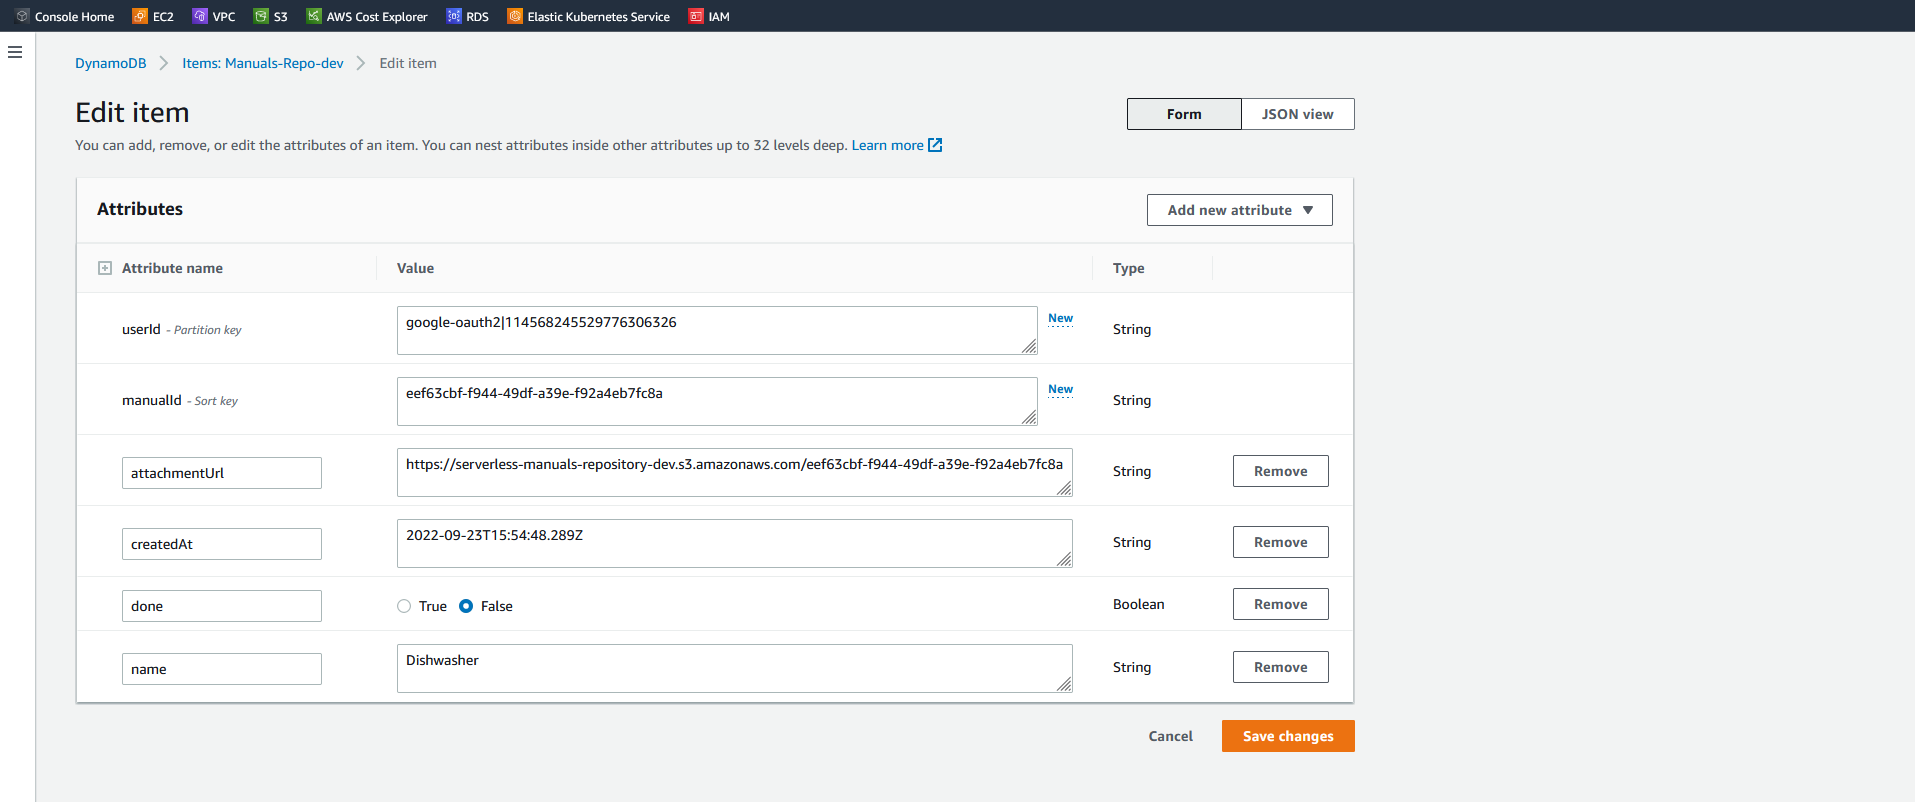 Console Home EC2 VPC S3 AWS Cost Explorer RDS Elastic Kubernetes Service IAM
DynamoDB Items: Manuals-Repo-dev Edit item
Edit item
Form JSON view
You can add, remove, or edit the attributes of an item. You can nest attributes inside other attributes up to 32 levels deep. Learn more
Attributes
Add new attribute
Attribute name Value Type
userId - Partition key google-oauth2|114568245529776306326 New String
manualId - Sort key eef63cbf-f944-49df-a39e-f92a4eb7fc8a New String
attachmentUrl https://serverless-manuals-repository-dev.s3.amazonaws.com/eef63cbf-f944-49df-a39e-f92a4eb7fc8a String Remove
createdAt 2022-09-23T15:54:48.289Z String Remove
done True False Boolean Remove
name Dishwasher String Remove
Cancel Save changes